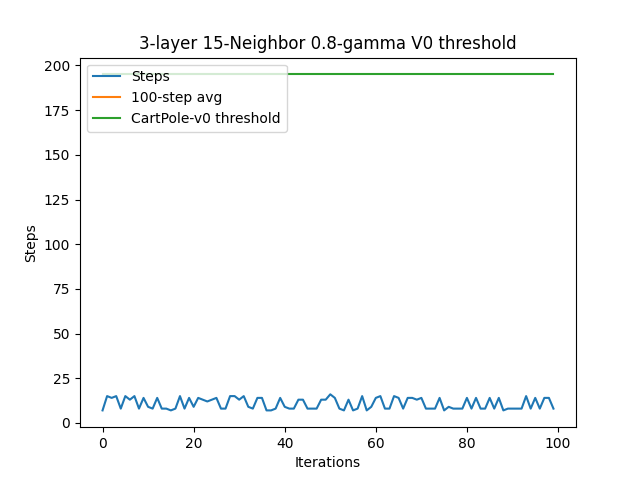 3-layer 15-Neighbor 0.8-gamma V0 threshold
200
175
150
125
100
75
50
25
0
Steps
Steps
100-step avg
CartPole-v0 threshold
0 20 40 60 80 100
Iterations